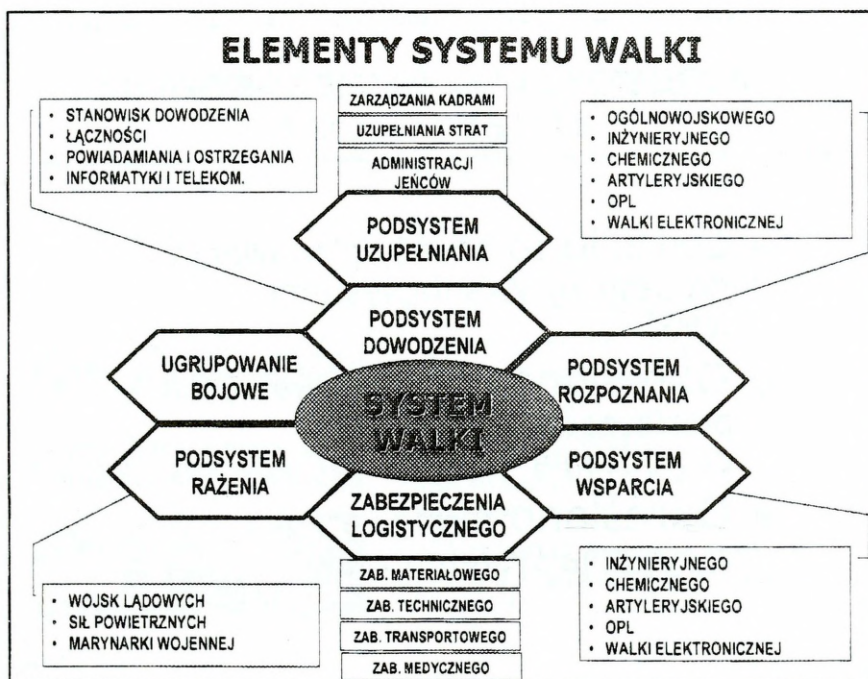 ELEMENTY SYSTEMU WALKI
• STANOWISK DOWODZENIA
• ŁĄCZNOŚCI
• POWIADAMIANIA I OSTRZEGANIA
• INFORMATYKI I TELEKOM.
ZARZĄDZANIA KADRAMI
UZUPEŁNIANIA STRAT
ADMINISTRACJI
JEŃCÓW
• OGÓLNOWOJSKOWEGO
• INŻYNIERYJNEGO
• CHEMICZNEGO
• ARTYLERYJSKIEGO
• OPL
• WALKI ELEKTRONICZNEJ
PODSYSTEM
UZUPEŁNIANIA
PODSYSTEM
DOWODZENIA
UGRUPOWANIE
BOJOWE
PODSYSTEM
ROZPOZNANIA
SYSTEM
WALKI
PODSYSTEM
RAŻENIA
PODSYSTEM
WSPARCIA
ZABEZPIECZENIA
LOGISTYCZNEGO
• WOJSK LĄDOWYCH
• SIŁ POWIETRZNYCH
• MARYNARKI WOJENNEJ
ZAB. MATERIAŁOWEGO
ZAB. TECHNICZNEGO
ZAB. TRANSPORTOWEGO
ZAB. MEDYCZNEGO
• INŻYNIERYJNEGO
• CHEMICZNEGO
• ARTYLERYJSKIEGO
• OPL
• WALKI ELEKTRONICZNEJ